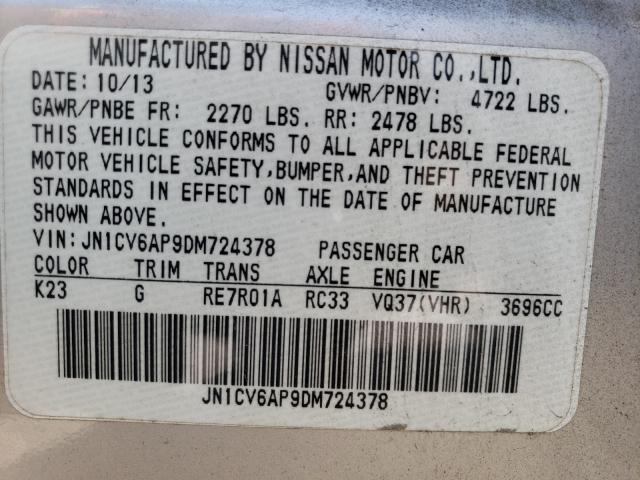 MANUFACTURED BY NISSAN MOTOR CO.,LTD.
DATE: 10/13 GVWR/PNBV: 4722 LBS.
GAWR/PNBE FR: 2270 LBS. RR: 2478 LBS.
THIS VEHICLE CONFORMS TO ALL APPLICABLE FEDERAL
MOTOR VEHICLE SAFETY,BUMPER,AND THEFT PREVENTION
STANDARDS IN EFFECT ON THE DATE OF MANUFACTURE
SHOWN ABOVE.
VIN:JN1CV6AP9DM724378 PASSENGER CAR
COLOR TRIM TRANS AXLE ENGINE
K23 G RE7R01A RC33 VQ37(VHR) 3696CC
JN1CV6AP9DM724378